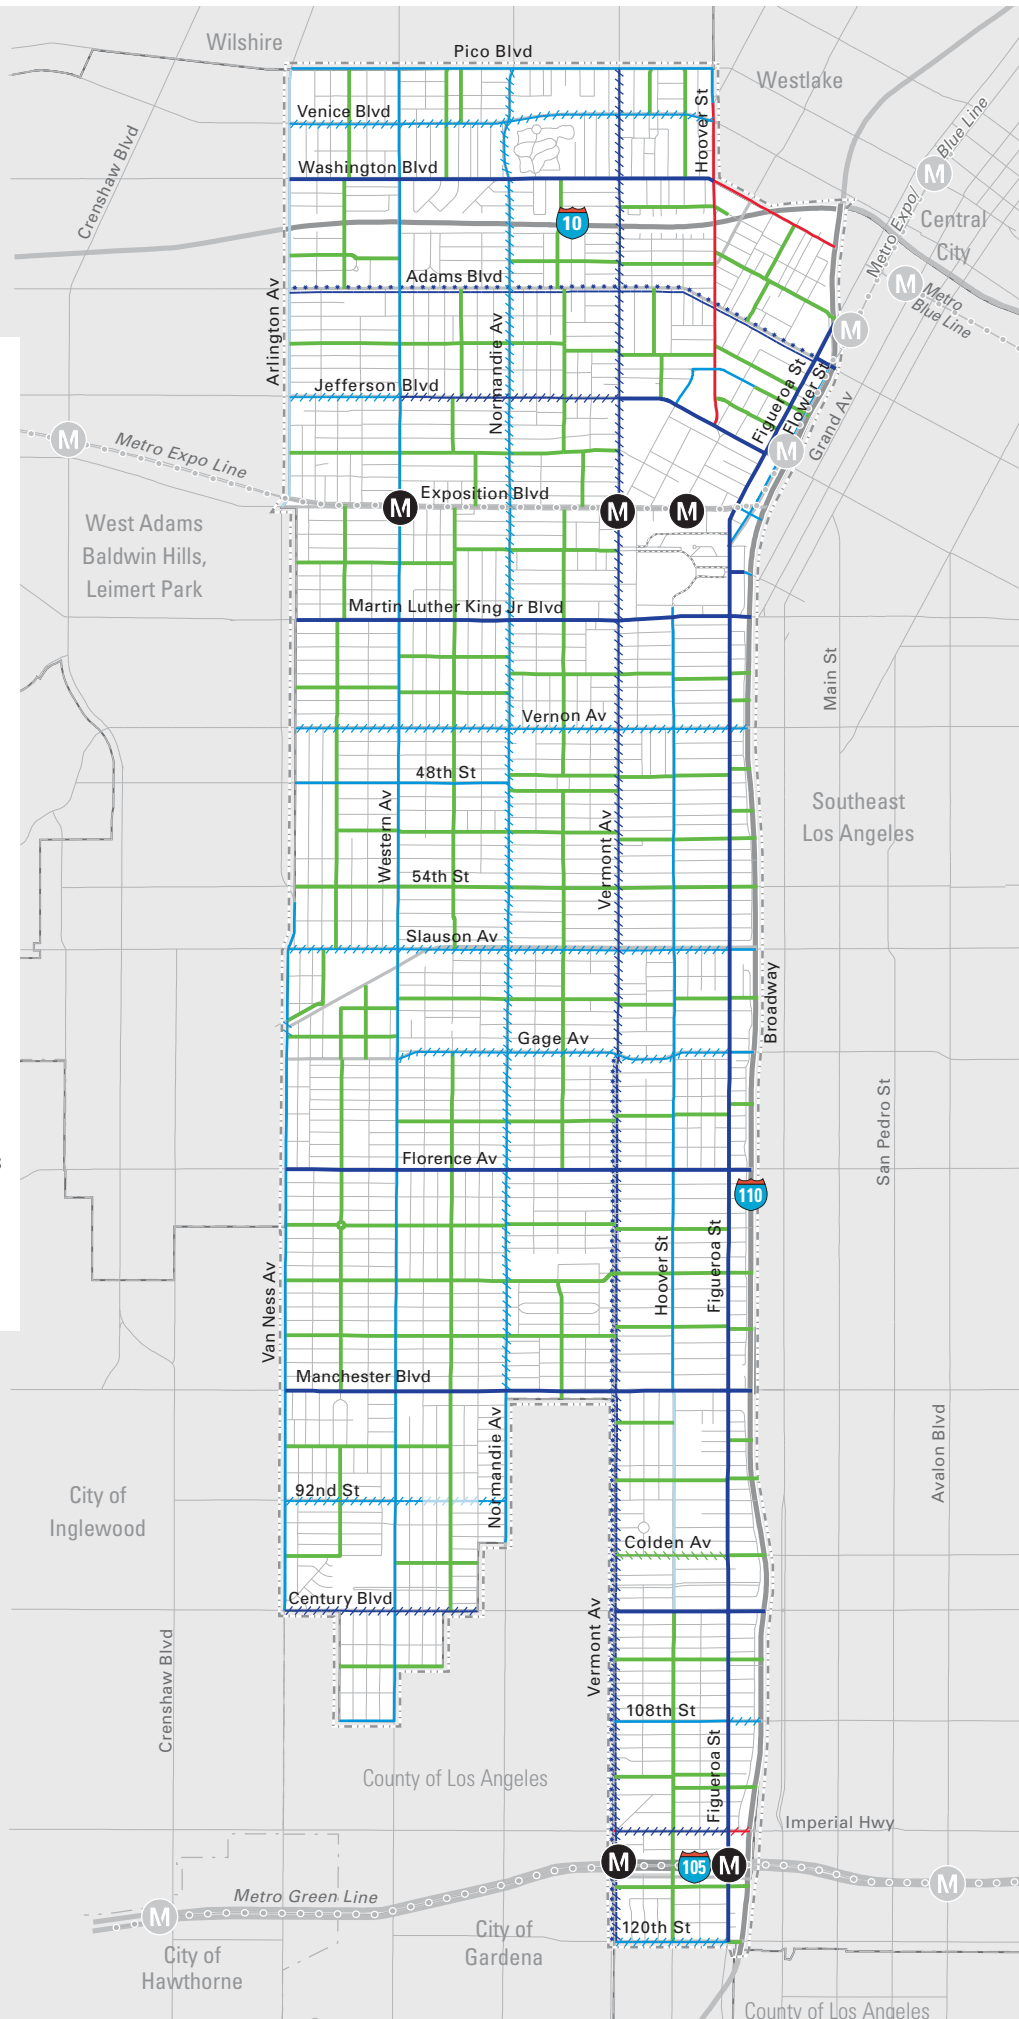 Wilshire
Pico Blvd
Westlake
Venice Blvd
Hoover St
Crenshaw Blvd
Blue Line
Metro Expo/
M
Washington Blvd
10
Central
City
Adams Blvd
M
Metro
Blue Line
Arlington Av
Normandie Av
M
Jefferson Blvd
Figueroa St
Flower St
Grand Av
M
Metro Expo Line
M
Exposition Blvd
M
M
M
West Adams
Baldwin Hills,
Leimert Park
Martin Luther King Jr Blvd
Main St
Vernon Av
48th St
Western Av
Vermont Av
Southeast
Los Angeles
54th St
Slauson Av
Broadway
Gage Av
San Pedro St
s
Florence Av
110
Hoover St
Figueroa St
Van Ness Av
Manchester Blvd
Normandie Av
Avalon Blvd
City of
Inglewood
92nd St
Colden Av
Century Blvd
Crenshaw Blvd
Vermont Av
108th St
Figueroa St
County of Los Angeles
Imperial Hwy
M
105
M
M
Metro Green Line
M
City of
Hawthorne
City of
Gardena
120th St
County of Los Angeles